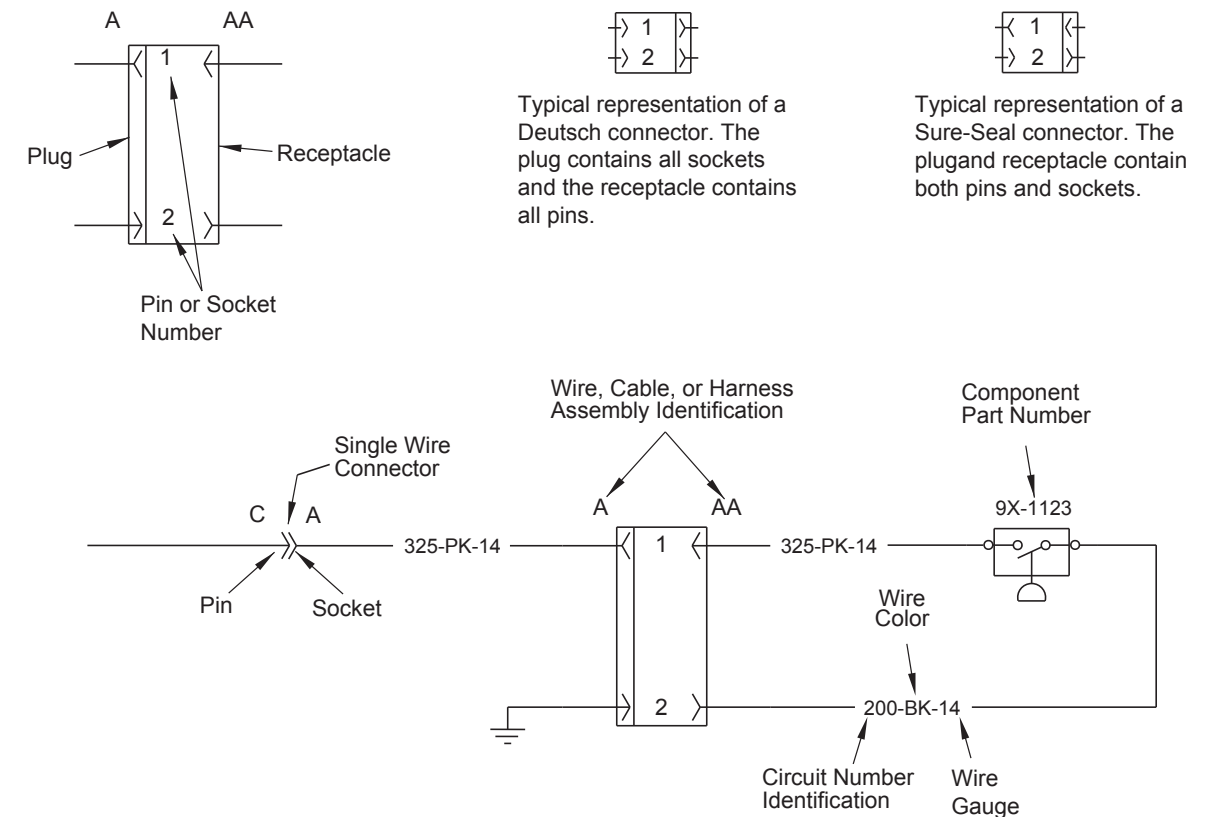 A
AA
1
2
Plug
Receptacle
Pin or Socket
Number
1
2
Typical representation of a
Deutsch connector. The
plug contains all sockets
and the receptacle contains
all pins.
1
2
Typical representation of a
Sure-Seal connector. The
plugand receptacle contain
both pins and sockets.
Wire, Cable, or Harness
Assembly Identification
Component
Part Number
Single Wire
Connector
C
A
A
AA
9X-1123
325-PK-14
1
325-PK-14
Pin
Socket
Wire
Color
2
200-BK-14
Circuit Number
Identification
Wire
Gauge